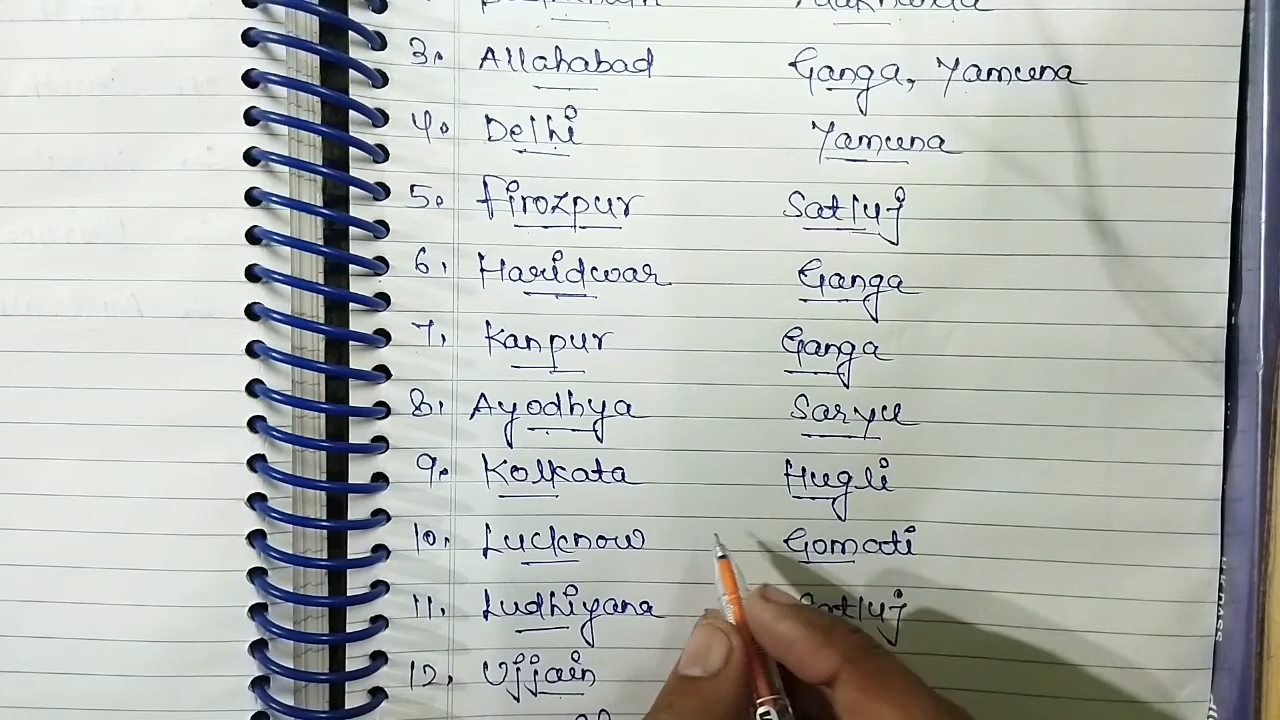 3. Allahabad Ganga, Yamuna
4. Delhi Yamuna
5. Firozpur Satluj
6. Haridwar Ganga
7. Kanpur Ganga
8. Ayodhya Saryu
9. Kolkata Hugli
10. Lucknow Gomati
11. Ludhiyana Satluj
12. Ujjain